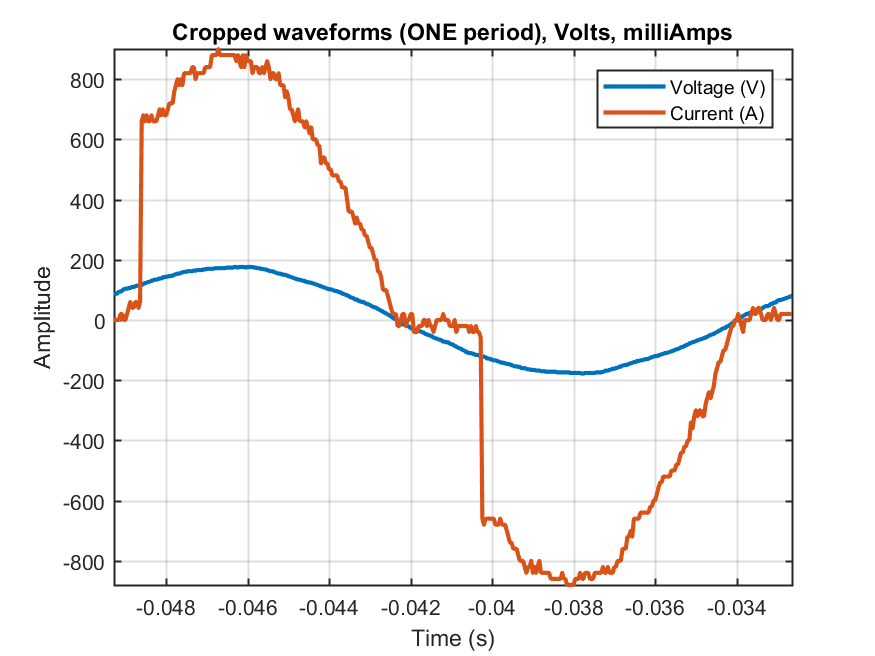 Cropped waveforms (ONE period), Volts, milliAmps
Voltage (V)
Current (A)
Amplitude
800
600
400
200
0
-200
-400
-600
-800
-0.048 -0.046 -0.044 -0.042 -0.04 -0.038 -0.036 -0.034
Time (s)